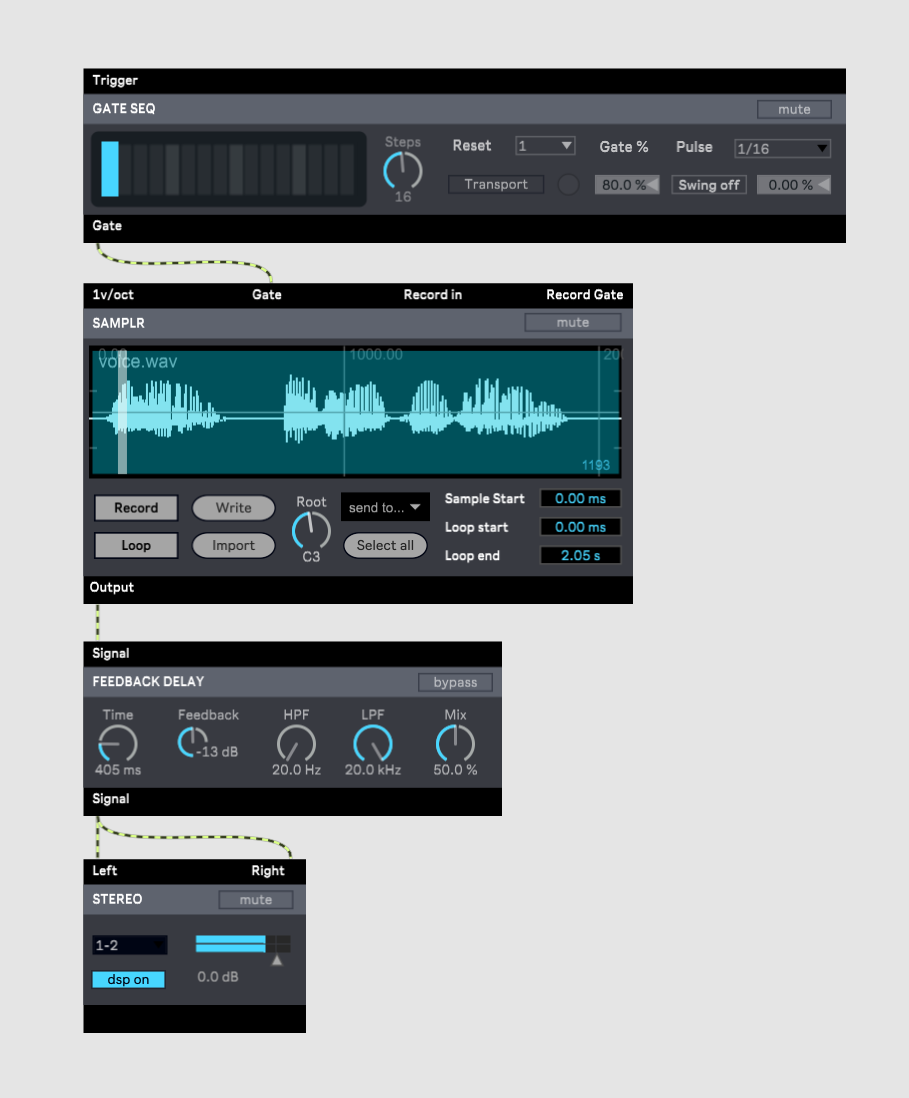 Trigger
GATE SEQ mute
Steps Reset 1 Gate % Pulse 1/16
16 Transport 80.0 % Swing off 0.00 %
Gate
1v/oct Gate Record in Record Gate
SAMPLR mute
0.00 1000.00 20
voice.wav
1193
Record Write Root send to... Sample Start 0.00 ms
Loop start 0.00 ms
Loop Import C3 Select all Loop end 2.05 s
Output
Signal
FEEDBACK DELAY bypass
Time Feedback HPF LPF Mix
-13 dB
405 ms 20.0 Hz 20.0 kHz 50.0 %
Signal
Left Right
STEREO mute
1-2
dsp on 0.0 dB